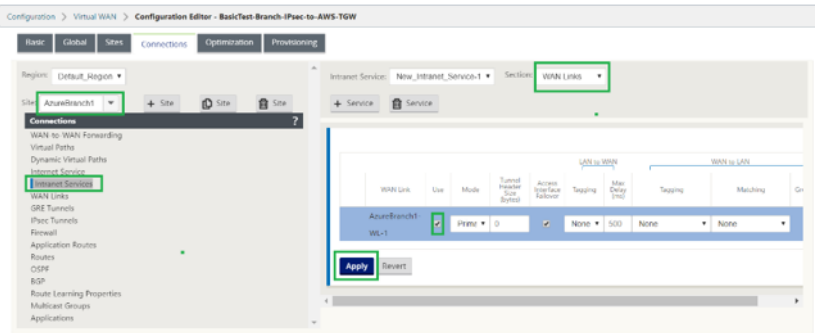 Configuration > Virtual WAN > Configuration Editor - BasicTest-Branch-IPsec-to-AWS-TGW
Basic Global Sites Connections Optimization Provisioning
Region: Default_Region
Site: AzureBranch1 + Site Site Site
Connections ?
WAN-to-WAN Forwarding
Virtual Paths
Dynamic Virtual Paths
Internet Service
Intranet Services
WAN Links
GRE Tunnels
IPsec Tunnels
Firewall
Application Routes
Routes
OSPF
BGP
Route Learning Properties
Multicast Groups
Applications
Intranet Service: New_Intranet_Service-1 Section: WAN Links
+ Service Service
LAN to WAN WAN to LAN
WAN Link Use Mode Tunnel Header Size (bytes) Access Interface Failover Tagging Max Delay (ms) Tagging Matching Gr
AzureBranch1-WL-1 Prime 0 None 500 None None
Apply Revert